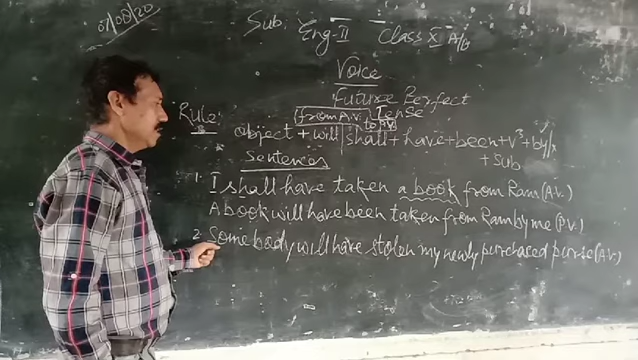 07/08/20
Sub: Eng-II Class X A/B
Voice
Future Perfect
Tense
(from A.V. to P.V.)
Rule:
object + will/shall + have + been + V³ + by/x
+ Sub
Sentences
1. I shall have taken a book from Ram (A.V.)
A book will have been taken from Ram by me (P.V.)
2. Somebody will have stolen my newly purchased purse (A.V.)